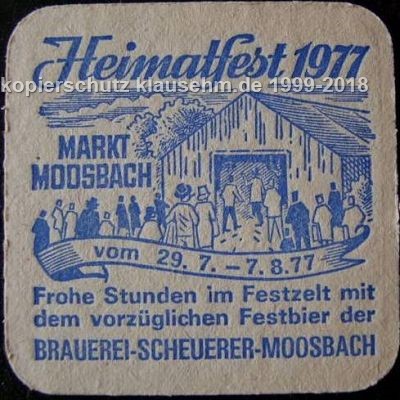 Heimatfest 1977
kopierschutz klausehm.de 1999-2018
MARKT
MOOSBACH
vom 29. 7. – 7. 8. 77
Frohe Stunden im Festzelt mit
dem vorzüglichen Festbier der
BRAUEREI-SCHEUERER-MOOSBACH